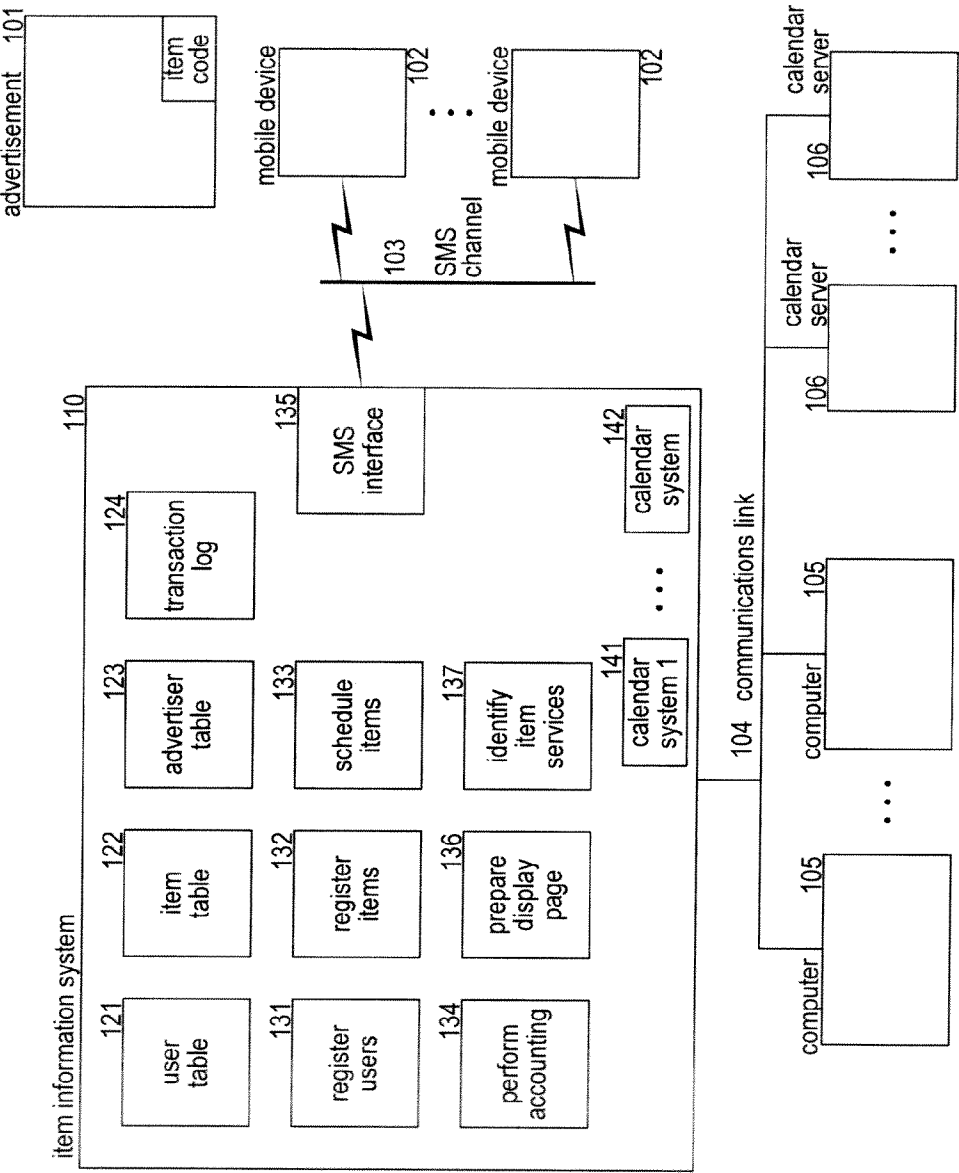 item information system
110
121
user
table
122
item
table
123
advertiser
table
124
transaction
log
131
register
users
132
register
items
133
schedule
items
135
SMS
interface
134
perform
accounting
136
prepare
display
page
137
identify
item
services
141
calendar
system 1
• • •
142
calendar
system
advertisement 101
item
code
mobile device
102
• • •
mobile device
102
103
SMS
channel
104 communications link
computer
105
• • •
computer
105
calendar
server
106
• • •
calendar
server
106